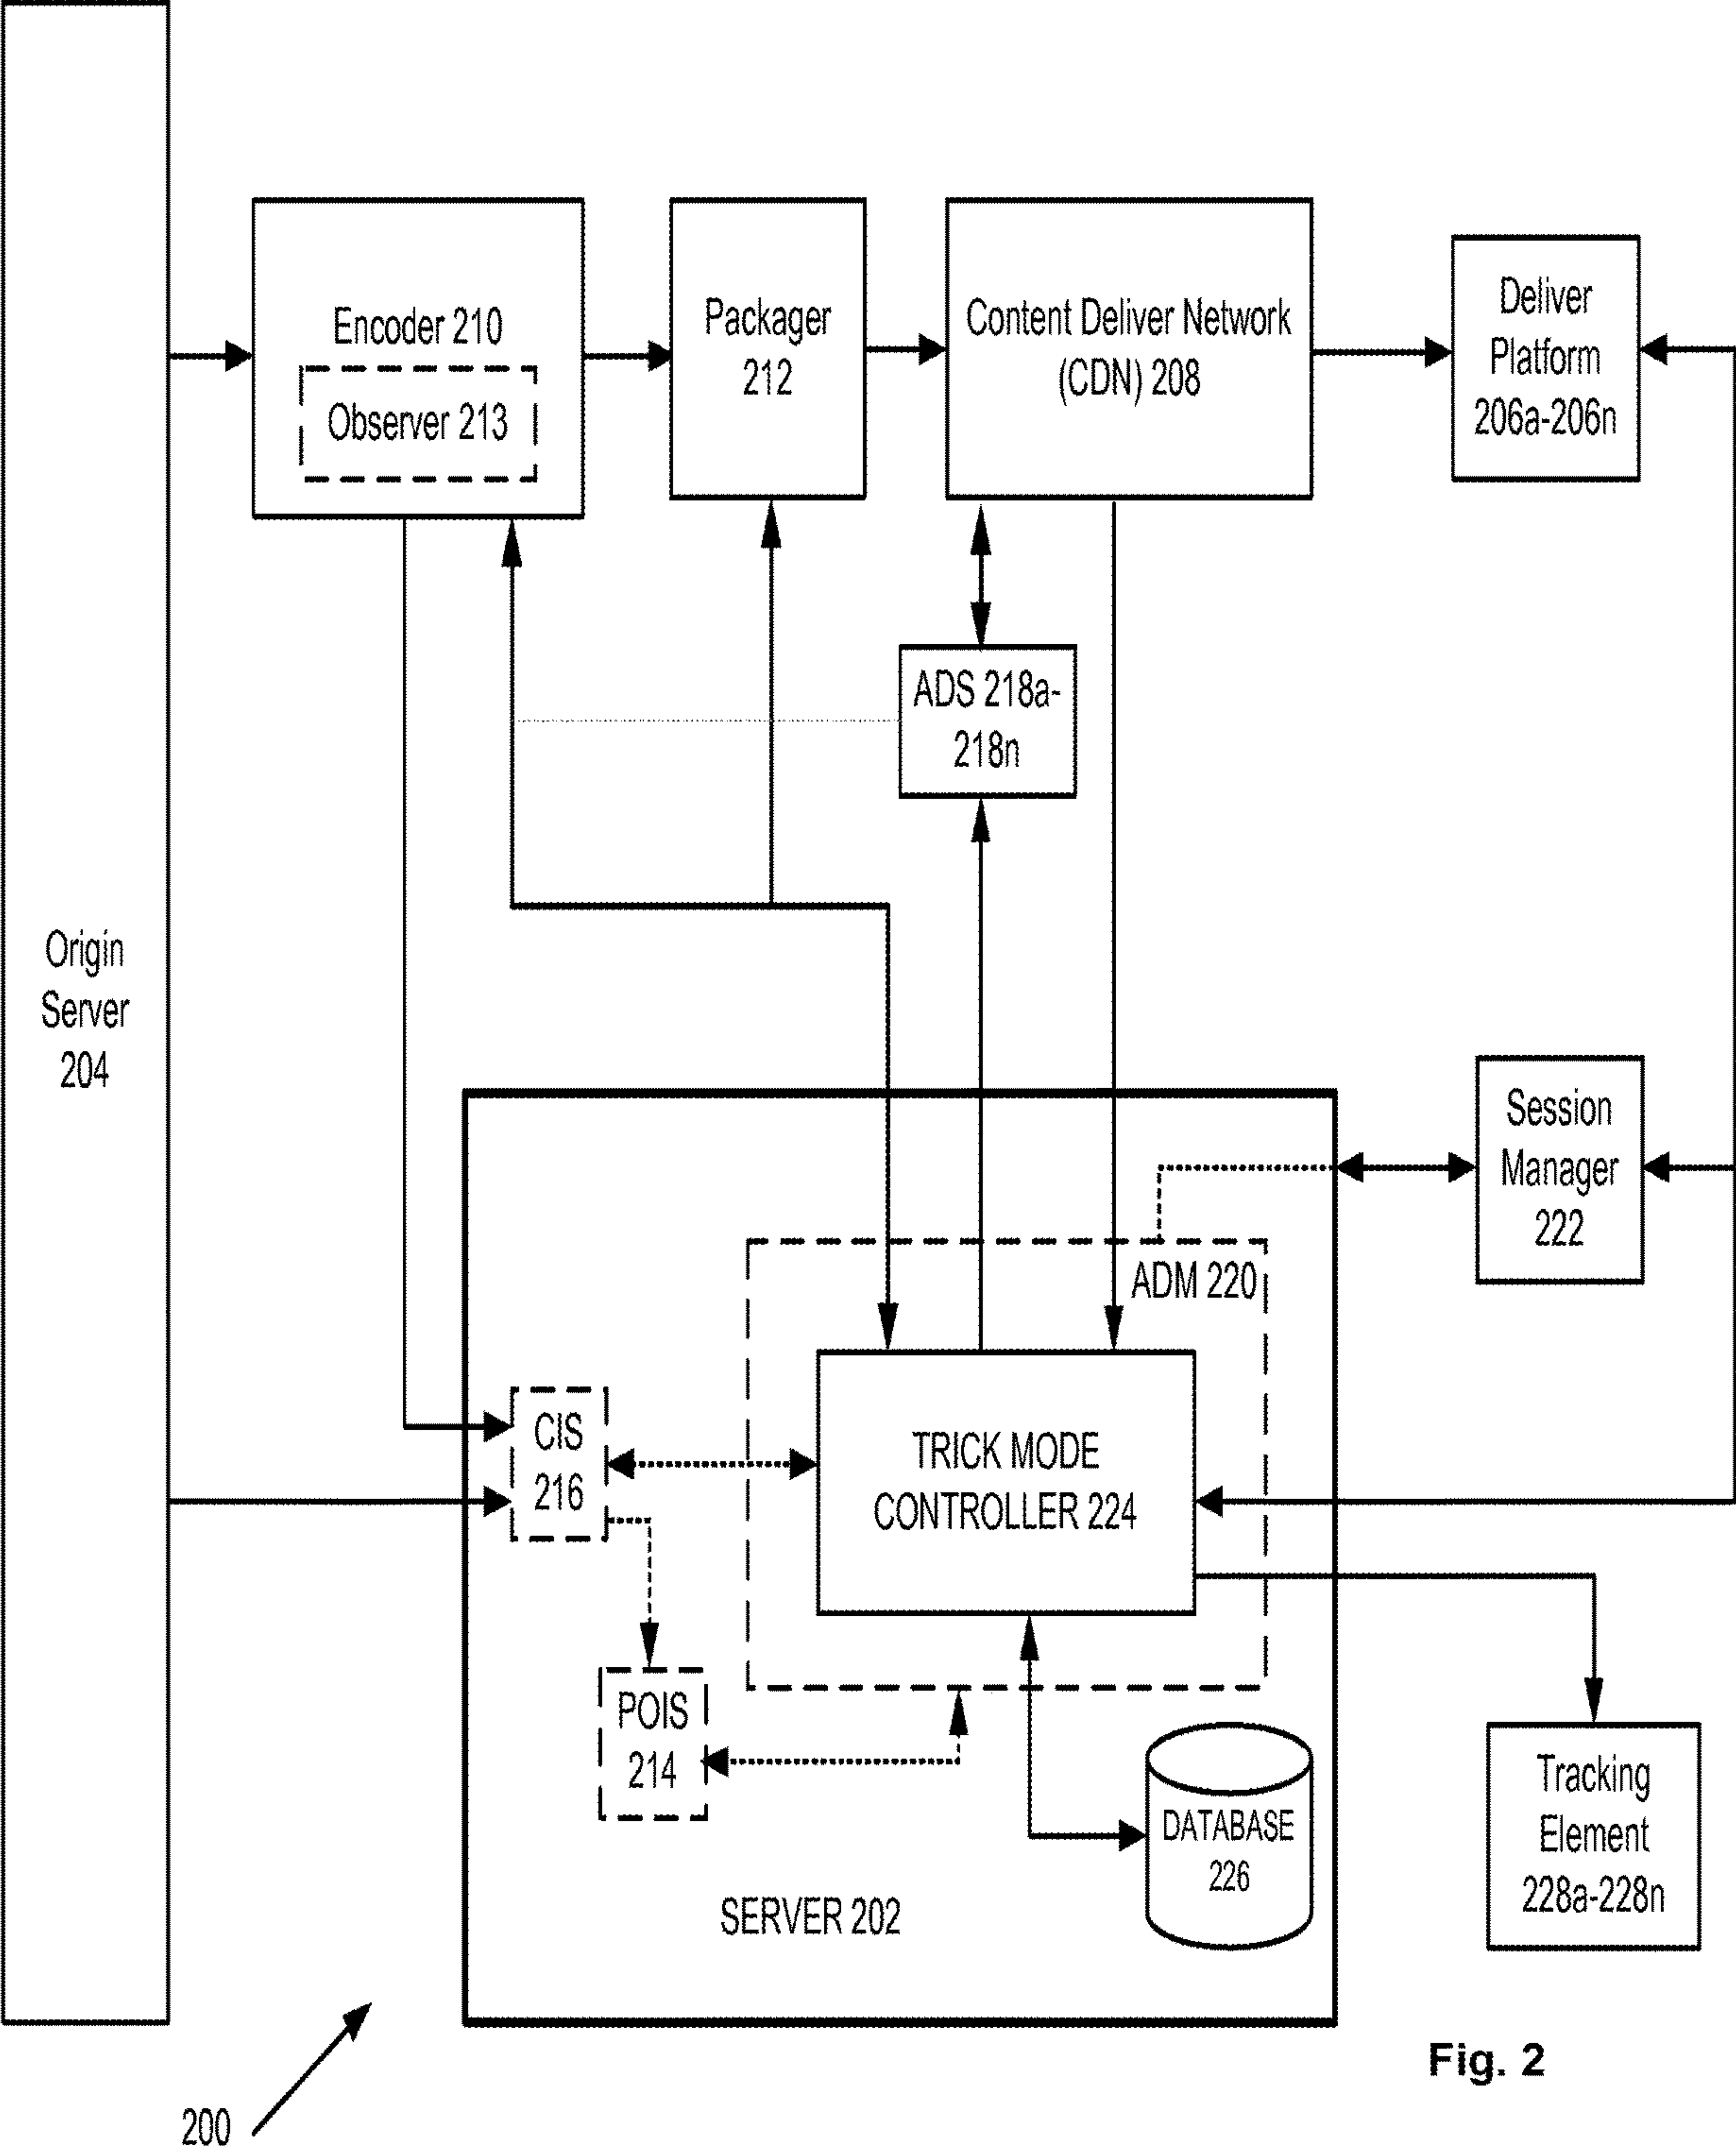 Origin
Server
204
Encoder 210
Observer 213
Packager
212
Content Deliver Network
(CDN) 208
Deliver
Platform
206a-206n
ADS 218a-
218n
Session
Manager
222
ADM 220
TRICK MODE
CONTROLLER 224
CIS
216
POIS
214
DATABASE
226
SERVER 202
Tracking
Element
228a-228n
Fig. 2
200